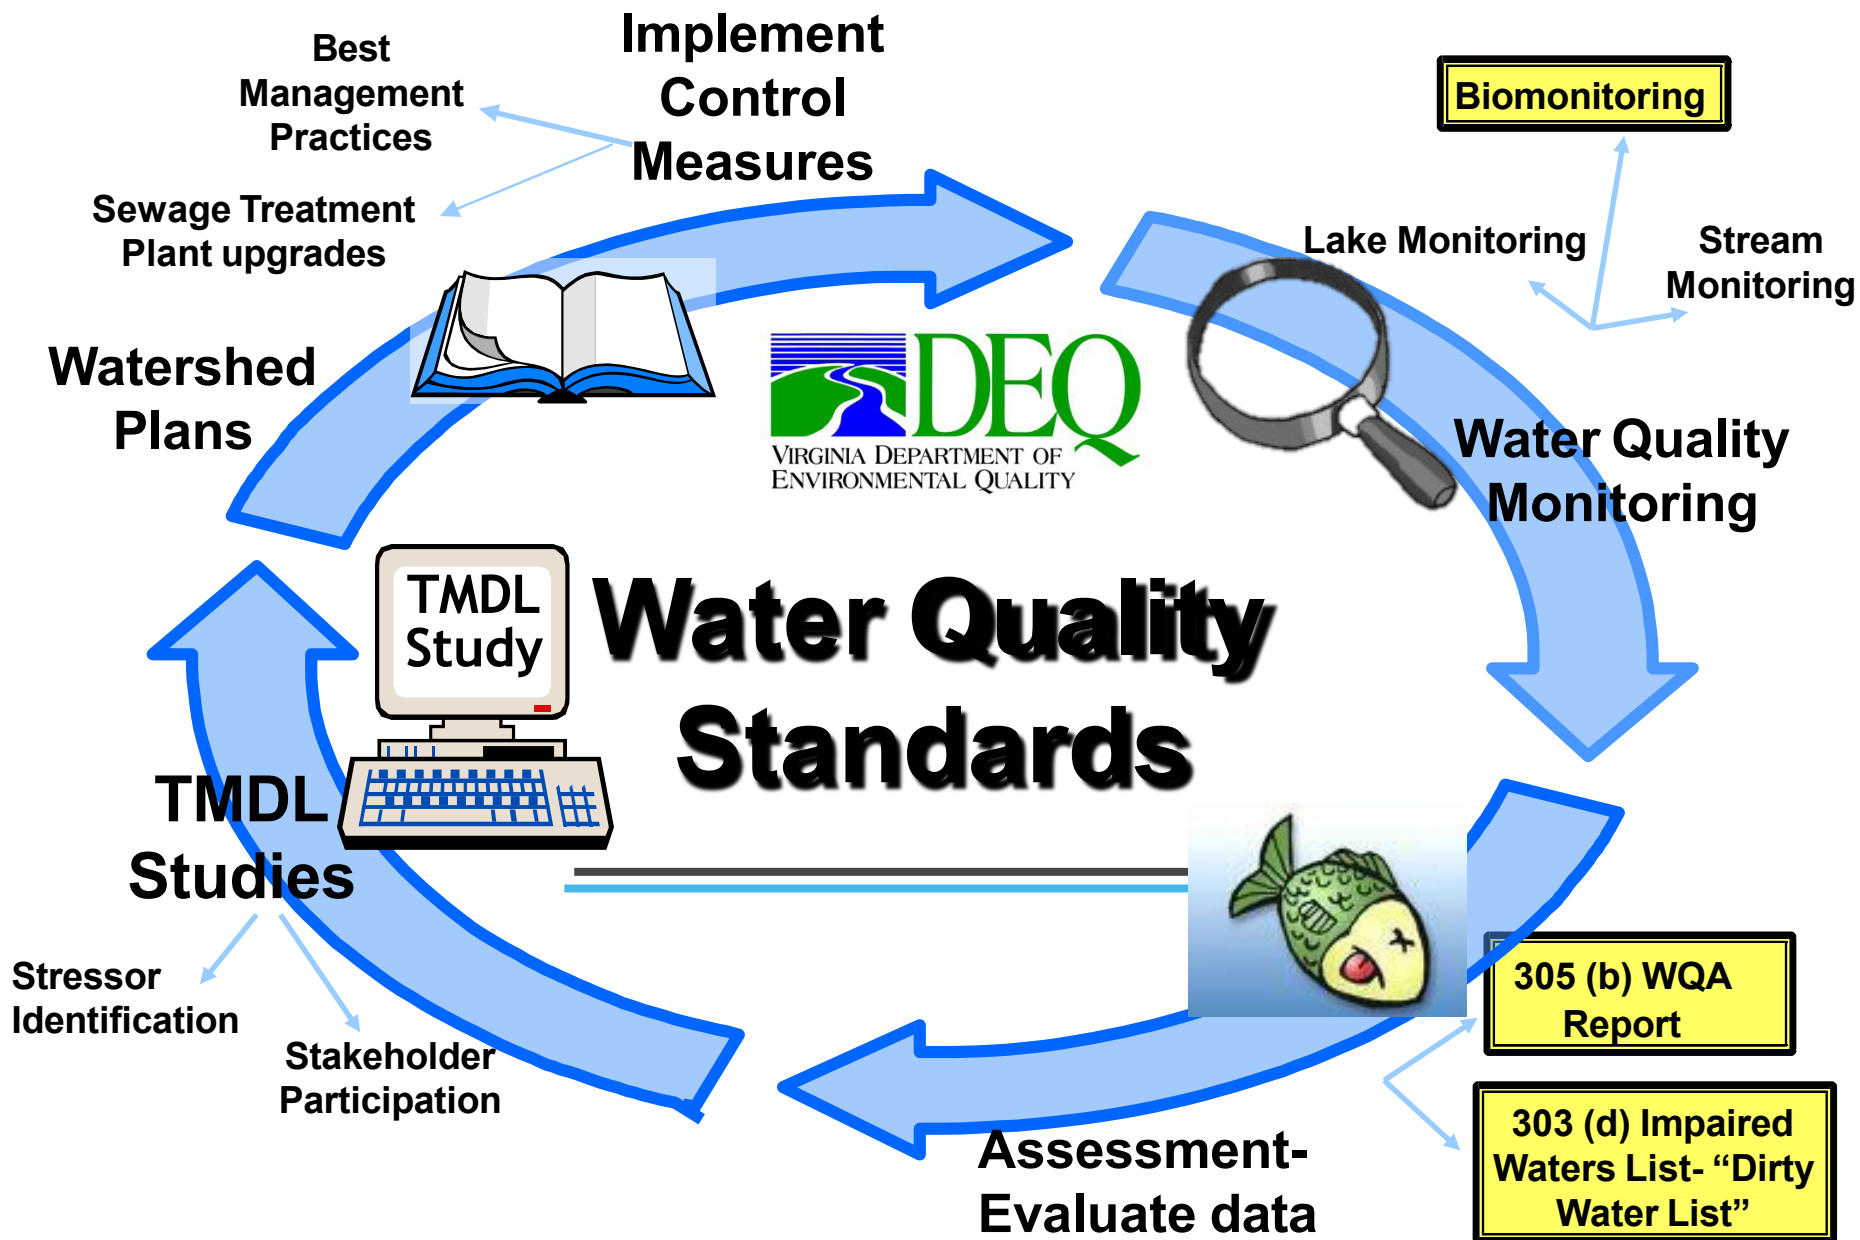 Implement
Control
Measures
Best
Management
Practices
Sewage Treatment
Plant upgrades
Biomonitoring
Lake Monitoring
Stream
Monitoring
Watershed
Plans
DEQ
VIRGINIA DEPARTMENT OF
ENVIRONMENTAL QUALITY
Water Quality
Monitoring
TMDL
Study
Water Quality
Standards
TMDL
Studies
Stressor
Identification
Stakeholder
Participation
305 (b) WQA
Report
303 (d) Impaired
Waters List- “Dirty
Water List”
Assessment-
Evaluate data